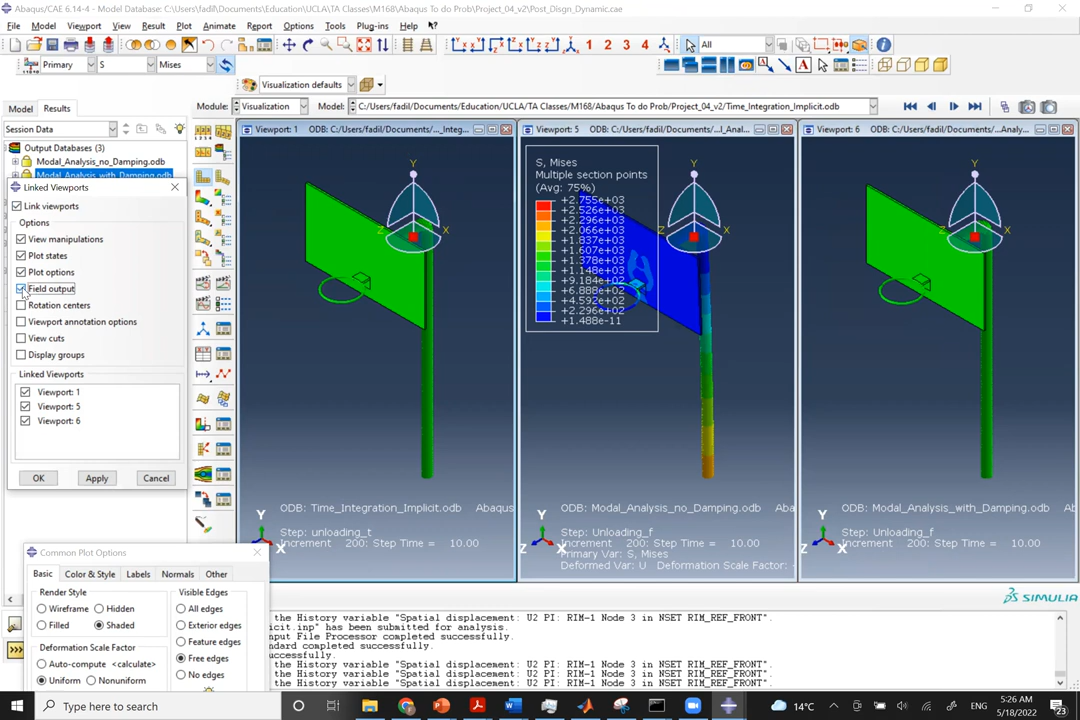 Abaqus/CAE 6.14-4 - Model Database: C:\Users\fadil\Documents\Education\UCLA\TA Classes\M168\Abaqus To do Prob\Project_04_v2\Post_Disgn_Dynamic.cae
File Model Viewport View Result Plot Animate Report Options Tools Plug-ins Help
1 2 3 4 All
Primary S Mises
Visualization defaults
Model Results Module: Visualization Model: C:/Users/fadil/Documents/Education/UCLA/TA Classes/M168/Abaqus To do Prob/Project_04_v2/Time_Integration_Implicit.odb
Session Data
Output Databases (3)
Modal_Analysis_no_Damping.odb
Modal_Analysis_with_Damping.odb
Linked Viewports
Link viewports
Options
View manipulations
Plot states
Plot options
Field output
Rotation centers
Viewport annotation options
View cuts
Display groups
Linked Viewports
Viewport: 1
Viewport: 5
Viewport: 6
OK Apply Cancel
Viewport: 1 ODB: C:/Users/fadil/Documents/..._Integ...
Y
Z X
ODB: Time_Integration_Implicit.odb Abaqus
Y
Step: unloading_t
X
Increment 200: Step Time = 10.00
Viewport: 5 ODB: C:/Users/fadil/Documents/...l_Anal...
S, Mises
Multiple section points
(Avg: 75%)
+2.755e+03
+2.526e+03
+2.296e+03
+2.066e+03
+1.837e+03
+1.607e+03
+1.378e+03
+1.148e+03
+9.184e+02
+6.888e+02
+4.592e+02
+2.296e+02
+1.488e-11
Y
Z X
ODB: Modal_Analysis_no_Damping.odb Aba
Y
Step: Unloading_f
Z X
Increment 200: Step Time = 10.00
Primary Var: S, Mises
Deformed Var: U Deformation Scale Factor:
Viewport: 6 ODB: C:/Users/fadil/Documents/...Analy...
Y
Z X
ODB: Modal_Analysis_with_Damping.odb Ab
Y
Step: Unloading_f
Z X
Increment 200: Step Time = 10.00
Common Plot Options
Basic Color & Style Labels Normals Other
Render Style
Wireframe Hidden
Filled Shaded
Deformation Scale Factor
Auto-compute <calculate>
Uniform Nonuniform
Visible Edges
All edges
Exterior edges
Feature edges
Free edges
No edges
SIMULIA
the History variable "Spatial displacement: U2 PI: RIM-1 Node 3 in NSET RIM_REF_FRONT".
icit.inp" has been submitted for analysis.
nput File Processor completed successfully.
ndard completed successfully.
uccessfully.
the History variable "Spatial displacement: U2 PI: RIM-1 Node 3 in NSET RIM_REF_FRONT".
the History variable "Spatial displacement: U2 PI: RIM-1 Node 3 in NSET RIM_REF_FRONT".
the History variable "Spatial displacement: U2 PI: RIM-1 Node 3 in NSET RIM_REF_FRONT".
>>>
Type here to search
14°C
ENG
5:26 AM
5/18/2022
23